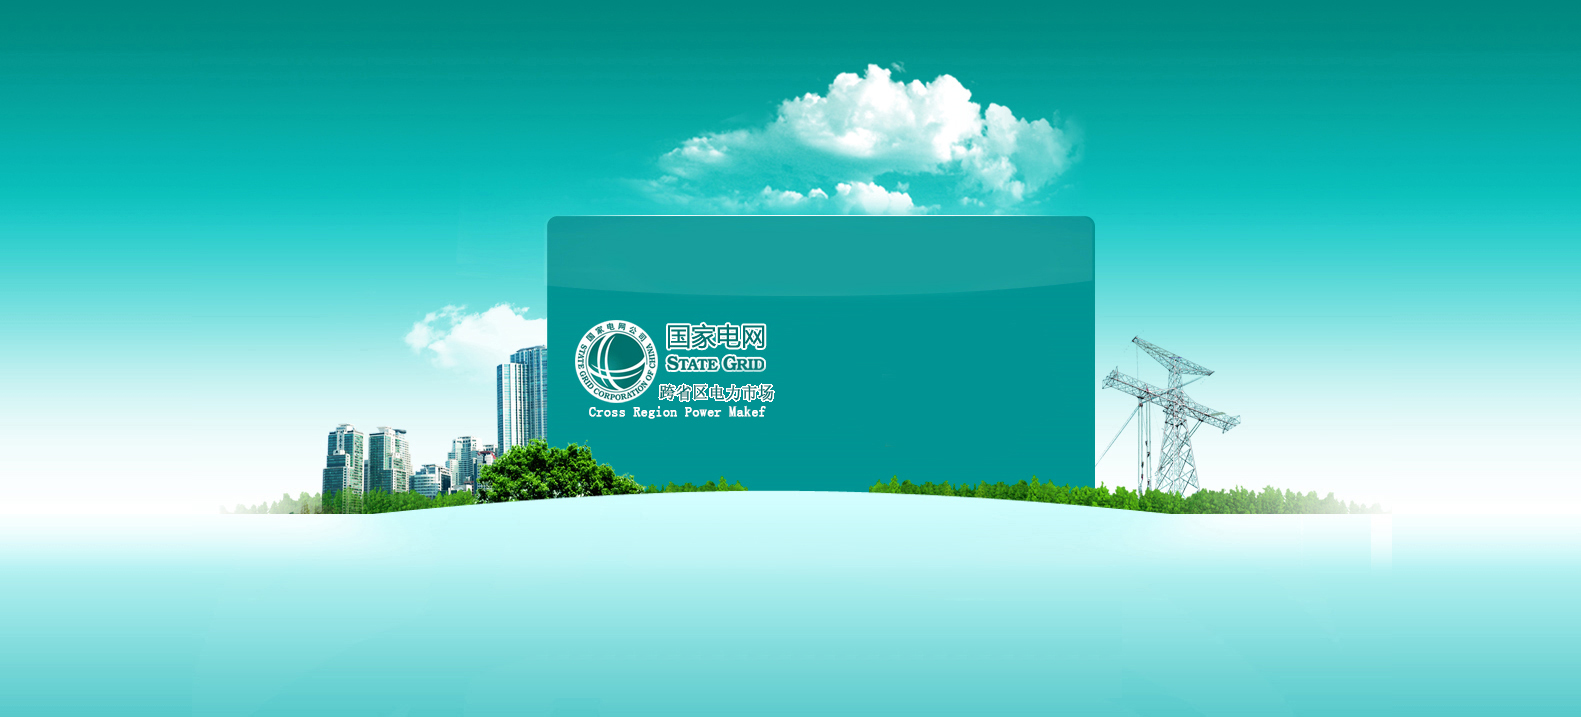 国家电网公司
STATE GRID CORPORATION OF CHINA
国家电网
STATE GRID
跨省区电力市场
Cross Region Power Makef